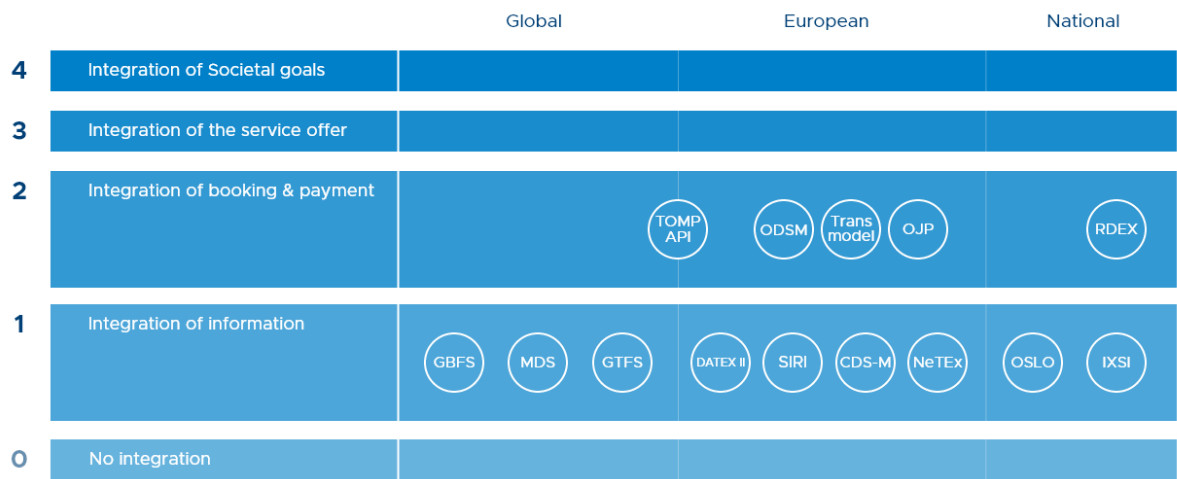 Global European National
4 Integration of Societal goals
3 Integration of the service offer
2 Integration of booking & payment
TOMP
API
ODSM
Trans
model
OJP
RDEX
1 Integration of information
GBFS MDS GTFS DATEX II SIRI CDS-M NeTEx OSLO IXSI
0 No integration